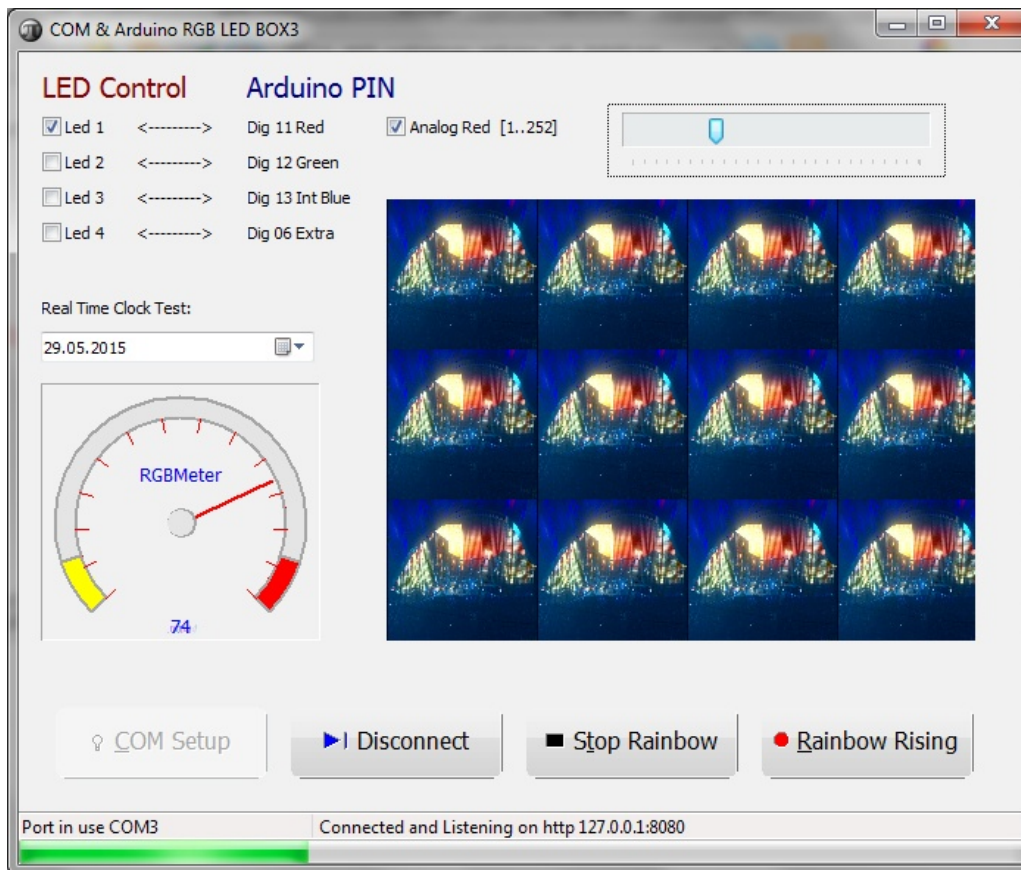 COM & Arduino RGB LED BOX3
LED Control Arduino PIN
Led 1 <---------> Dig 11 Red Analog Red [1..252]
Led 2 <---------> Dig 12 Green
Led 3 <---------> Dig 13 Int Blue
Led 4 <---------> Dig 06 Extra
Real Time Clock Test:
29.05.2015
RGBMeter
74
COM Setup Disconnect Stop Rainbow Rainbow Rising
Port in use COM3 Connected and Listening on http 127.0.0.1:8080